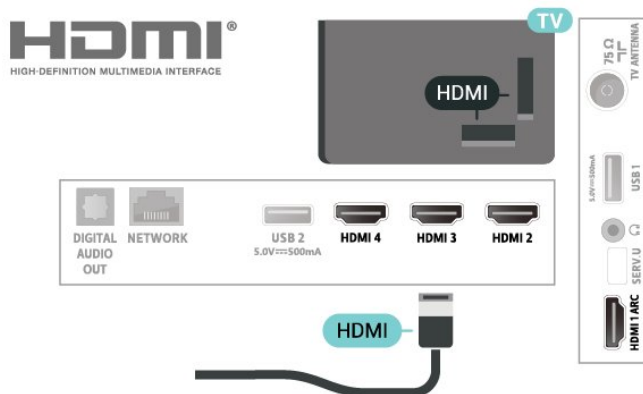 HDMI®
HIGH-DEFINITION MULTIMEDIA INTERFACE
TV
HDMI
75 Ω
TV ANTENNA
5.0V⎓500mA
USB 1
SERV.U
HDMI 1 ARC
DIGITAL
AUDIO
OUT
NETWORK
USB 2
5.0V⎓500mA
HDMI 4
HDMI 3
HDMI 2
HDMI